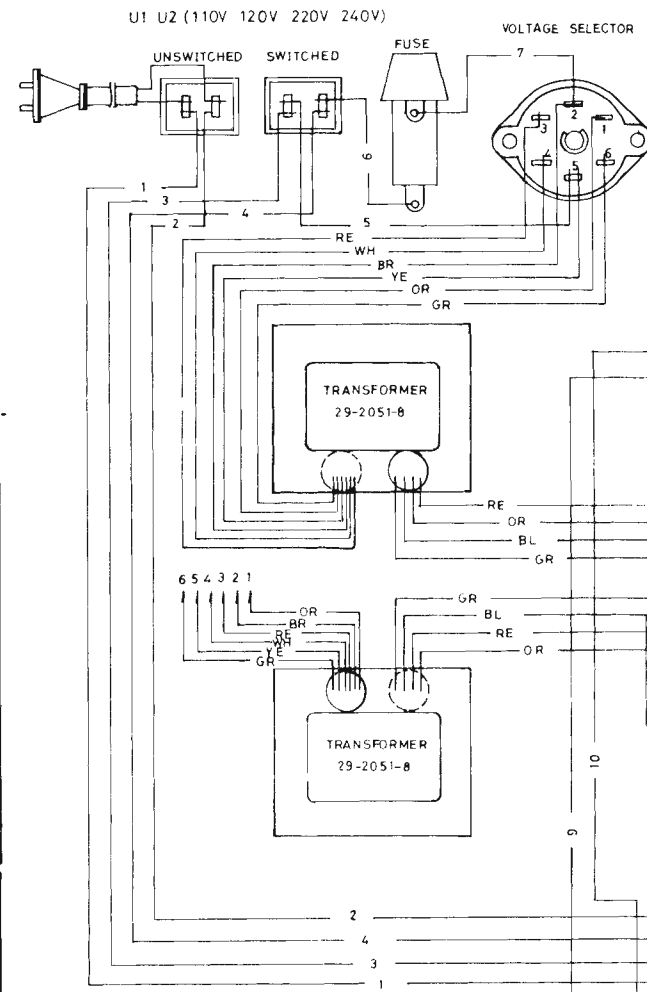 U1 U2 (110V 120V 220V 240V)
VOLTAGE SELECTOR
UNSWITCHED
SWITCHED
FUSE
7
2
3
1
4
5
6
6
1
3
4
2
5
RE
WH
BR
YE
OR
GR
TRANSFORMER
29-2051-8
RE
OR
BL
GR
6 5 4 3 2 1
OR
BR
RE
WH
YE
GR
GR
BL
RE
OR
TRANSFORMER
29-2051-8
10
9
2
4
3
1